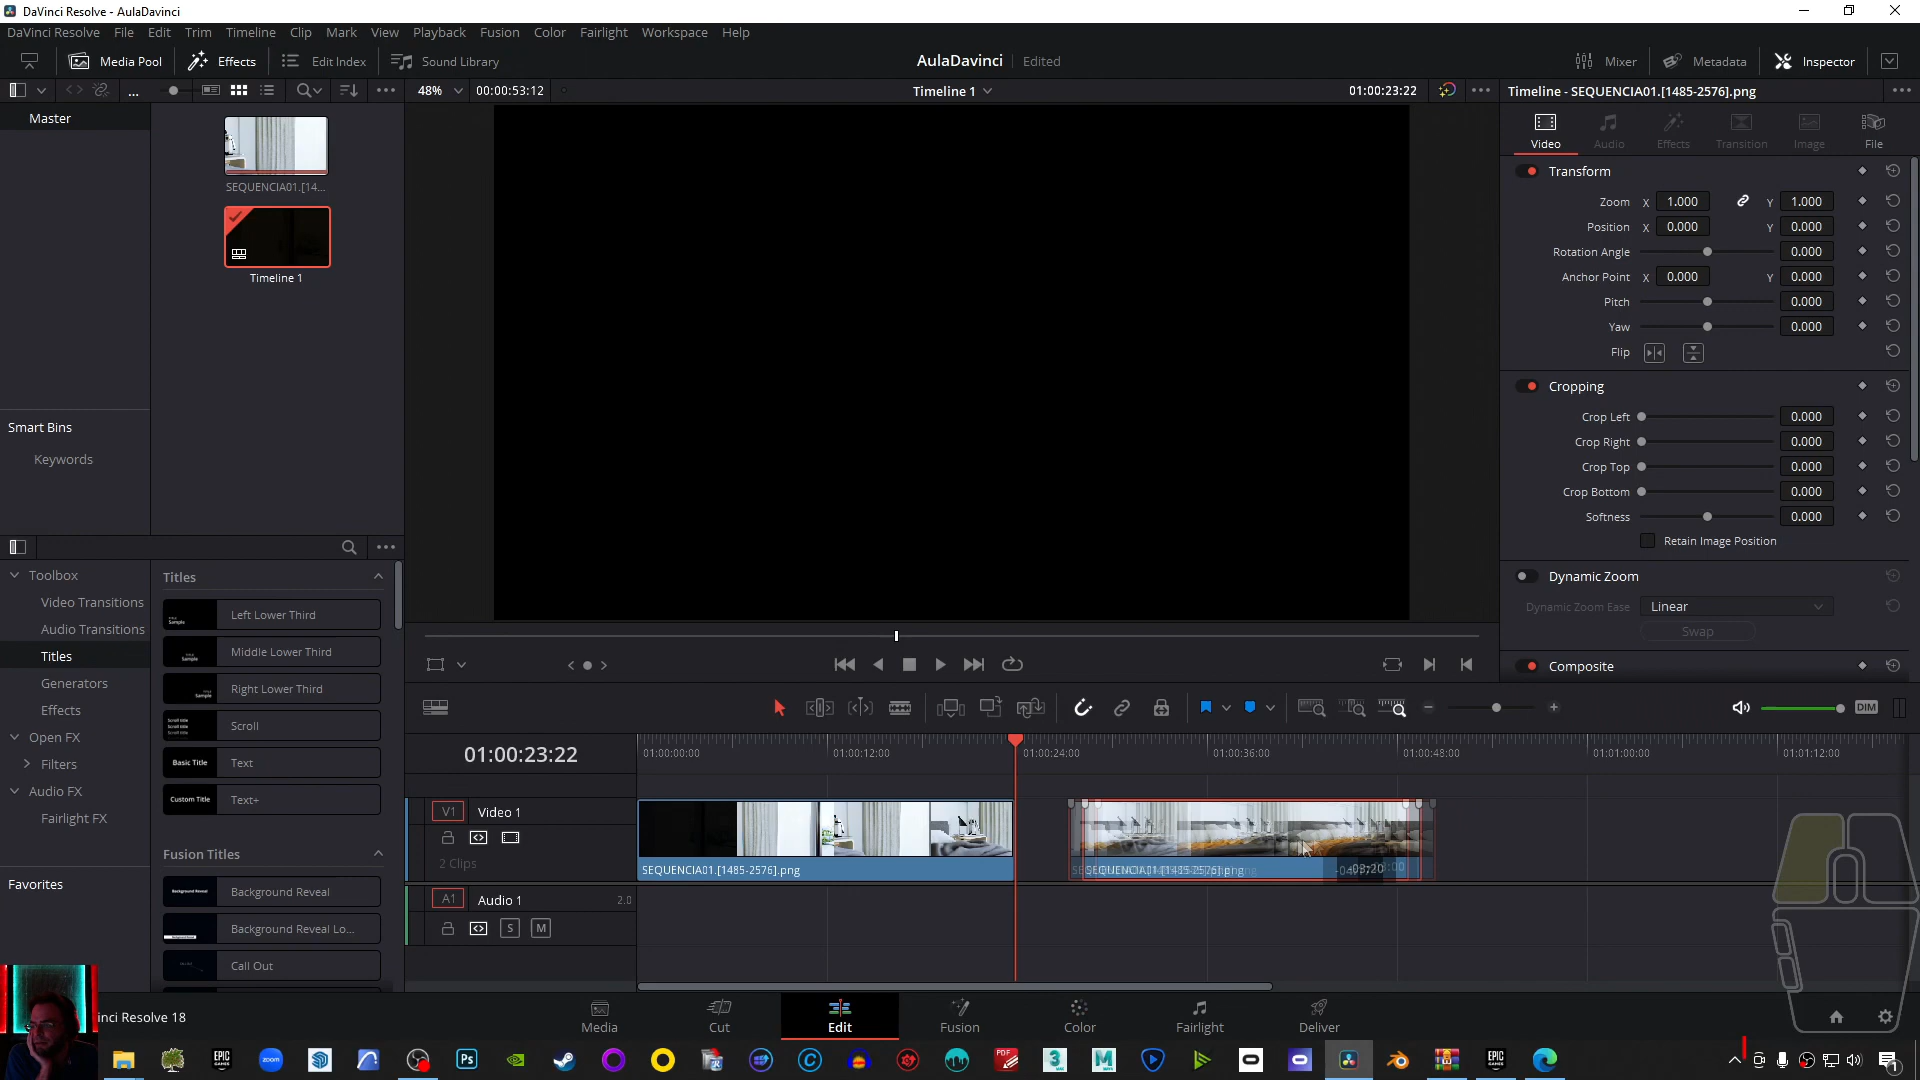 DaVinci Resolve - AulaDavinci
DaVinci Resolve File Edit Trim Timeline Clip Mark View Playback Fusion Color Fairlight Workspace Help
Media Pool Effects Edit Index Sound Library AulaDavinci Edited Mixer Metadata Inspector
... 48% 00:00:53:12 Timeline 1 01:00:23:22 Timeline - SEQUENCIA01.[1485-2576].png
Master
SEQUENCIA01.[14...
Timeline 1
Smart Bins
Keywords
Video Audio Effects Transition Image File
Transform
Zoom X 1.000 Y 1.000
Position X 0.000 Y 0.000
Rotation Angle 0.000
Anchor Point X 0.000 Y 0.000
Pitch 0.000
Yaw 0.000
Flip
Cropping
Crop Left 0.000
Crop Right 0.000
Crop Top 0.000
Crop Bottom 0.000
Softness 0.000
Retain Image Position
Dynamic Zoom
Dynamic Zoom Ease Linear
Swap
Composite
Toolbox
Video Transitions
Audio Transitions
Titles
Generators
Effects
Open FX
Filters
Audio FX
Fairlight FX
Favorites
Titles
Left Lower Third
Middle Lower Third
Right Lower Third
Scroll
Basic Title Text
Custom Title Text+
Fusion Titles
Background Reveal
Background Reveal Lo...
Call Out
DIM
01:00:23:22
01:00:00:00 01:00:12:00 01:00:24:00 01:00:36:00 01:00:48:00 01:01:00:00 01:01:12:00
V1 Video 1
2 Clips
SEQUENCIA01.[1485-2576].png
A1 Audio 1 2.0
S M
inci Resolve 18
Media Cut Edit Fusion Color Fairlight Deliver
EPIC GAMES zoom Ps PDF 3 M EPIC GAMES 1